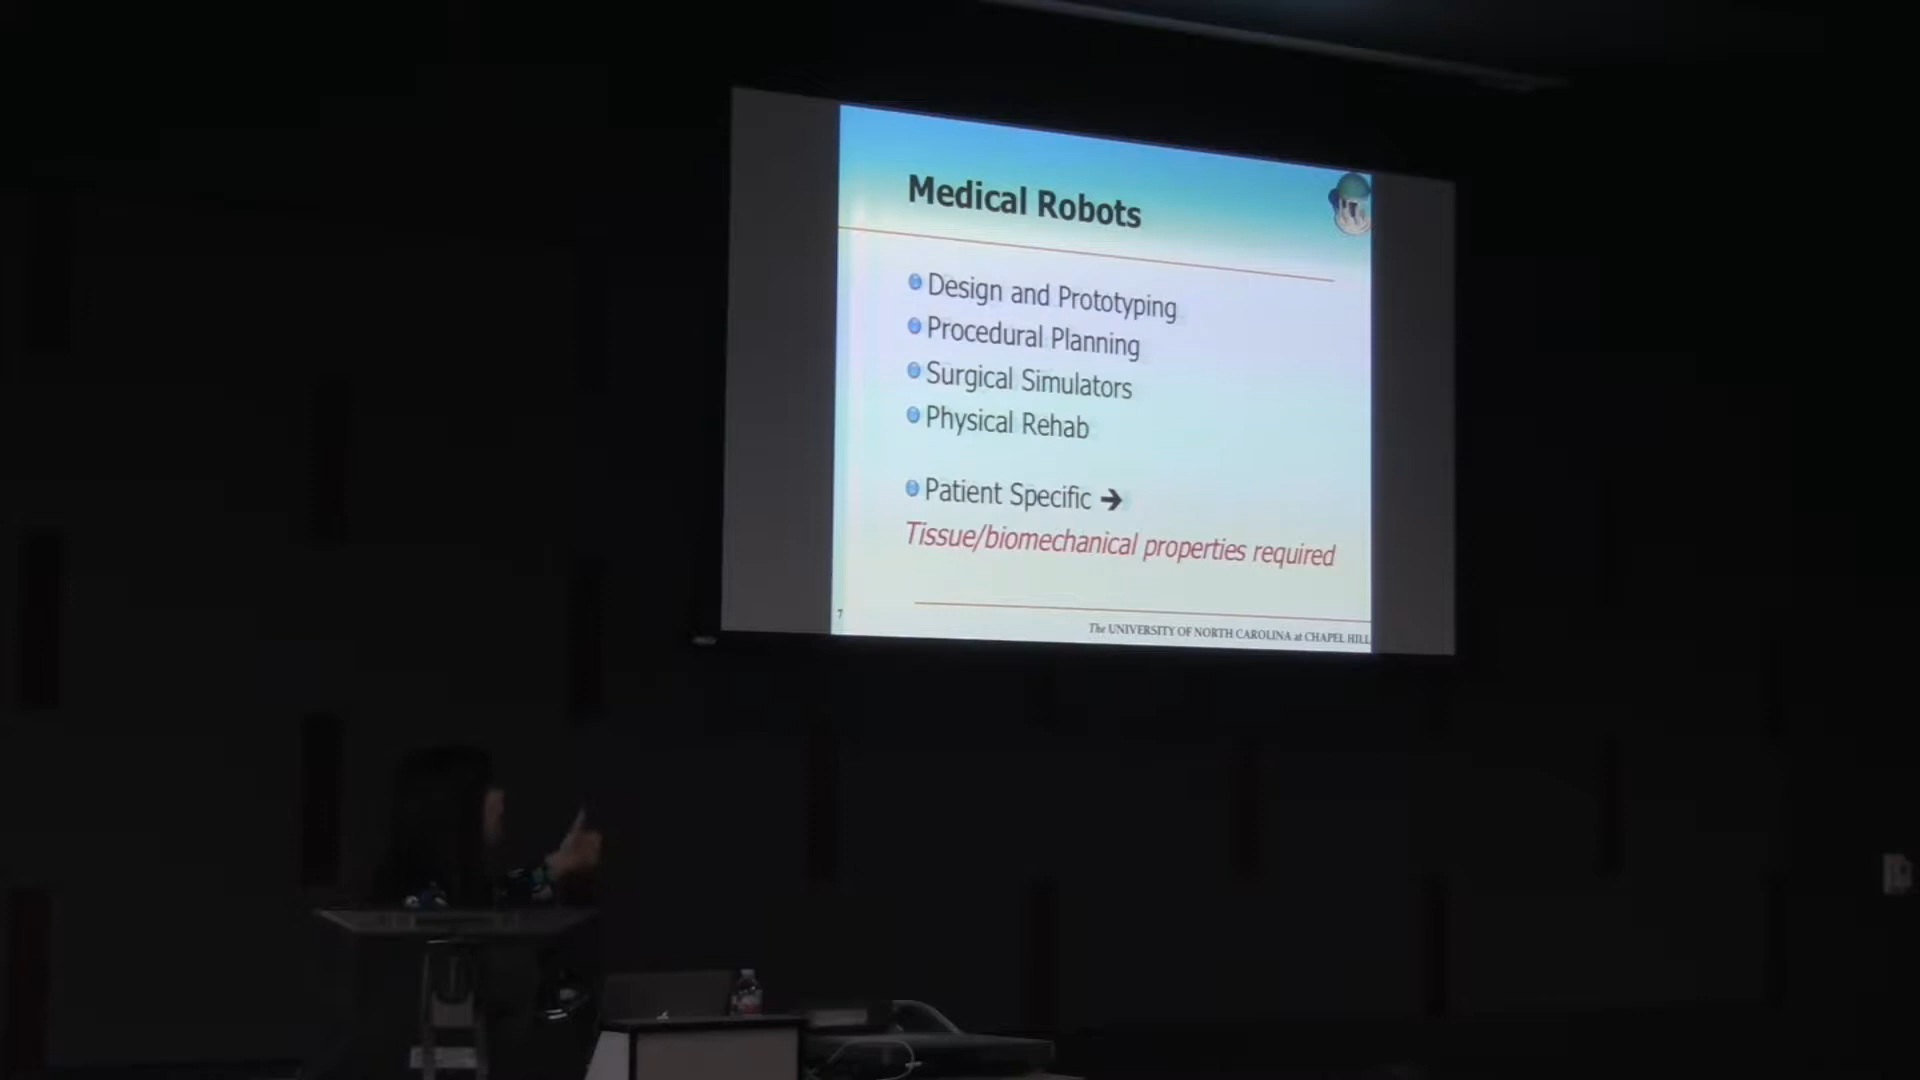 Medical Robots
Design and Prototyping
Procedural Planning
Surgical Simulators
Physical Rehab
Patient Specific ➔
Tissue/biomechanical properties required
7
The UNIVERSITY OF NORTH CAROLINA at CHAPEL HILL